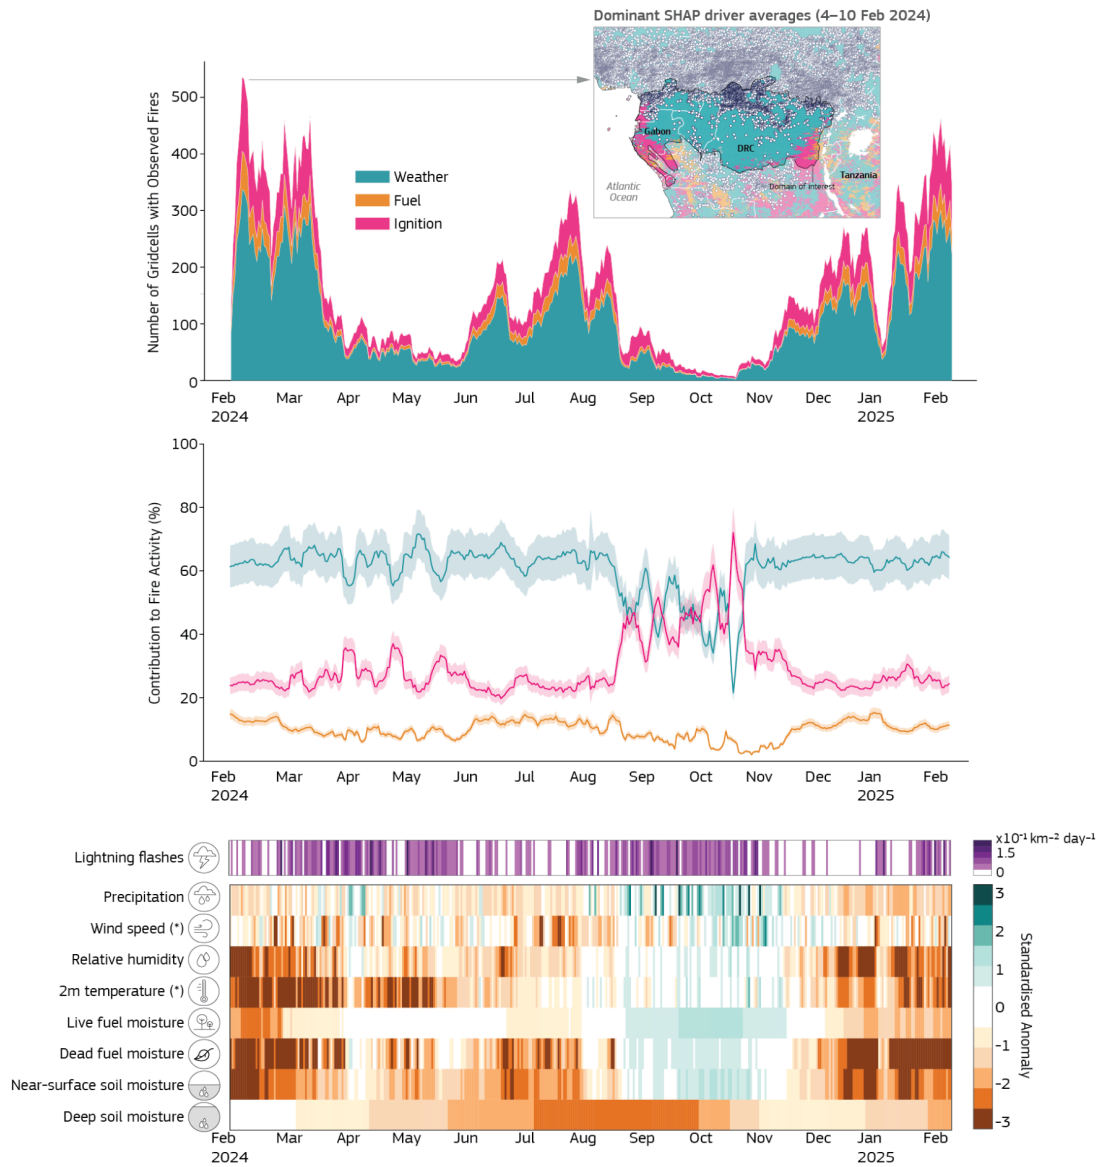 Dominant SHAP driver averages (4–10 Feb 2024)
Gabon
DRC
Tanzania
Domain of interest
Atlantic
Ocean
Number of Gridcells with Observed Fires
500
400
300
200
100
0
Weather
Fuel
Ignition
Feb Mar Apr May Jun Jul Aug Sep Oct Nov Dec Jan Feb
2024 2025
Contribution to Fire Activity (%)
100
80
60
40
20
0
Feb Mar Apr May Jun Jul Aug Sep Oct Nov Dec Jan Feb
2024 2025
Lightning flashes
x10⁻¹ km⁻² day⁻¹
1.5
0
Precipitation
Wind speed (*)
Relative humidity
2m temperature (*)
Live fuel moisture
Dead fuel moisture
Near-surface soil moisture
Deep soil moisture
3
2
1
0
-1
-2
-3
Standardised Anomaly
Feb Mar Apr May Jun Jul Aug Sep Oct Nov Dec Jan Feb
2024 2025